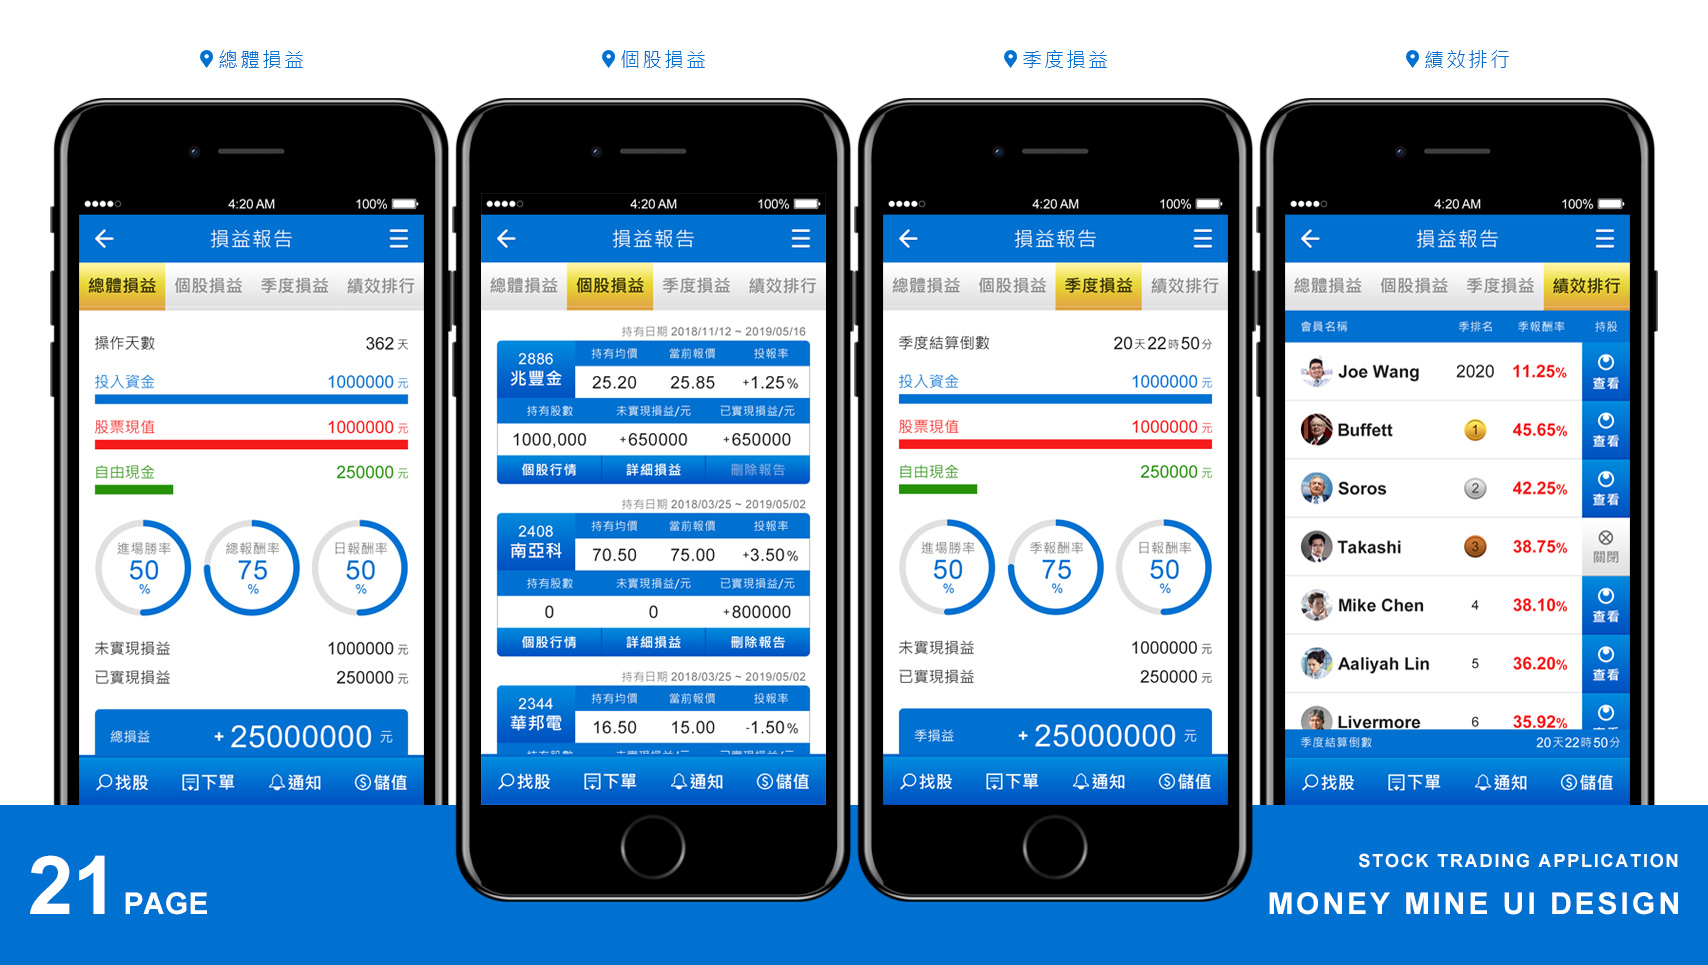 總體損益
個股損益
季度損益
績效排行
4:20 AM 100%
損益報告
總體損益 個股損益 季度損益 績效排行
操作天數 362 天
投入資金 1000000 元
股票現值 1000000 元
自由現金 250000 元
進場勝率 總報酬率 日報酬率
50 75 50
% % %
未實現損益 1000000 元
已實現損益 250000 元
總損益 +25000000 元
找股 下單 通知 儲值
4:20 AM 100%
損益報告
總體損益 個股損益 季度損益 績效排行
持有日期 2018/11/12 ~ 2019/05/16
2886 持有均價 當前報價 投報率
兆豐金 25.20 25.85 +1.25%
持有股數 未實現損益/元 已實現損益/元
1000,000 +650000 +650000
個股行情 詳細損益 刪除報告
持有日期 2018/03/25 ~ 2019/05/02
2408 持有均價 當前報價 投報率
南亞科 70.50 75.00 +3.50%
持有股數 未實現損益/元 已實現損益/元
0 0 +800000
個股行情 詳細損益 刪除報告
持有日期 2018/03/25 ~ 2019/05/02
2344 持有均價 當前報價 投報率
華邦電 16.50 15.00 -1.50%
持有股數 未實現損益/元 已實現損益/元
找股 下單 通知 儲值
4:20 AM 100%
損益報告
總體損益 個股損益 季度損益 績效排行
季度結算倒數 20天22時50分
投入資金 1000000 元
股票現值 1000000 元
自由現金 250000 元
進場勝率 季報酬率 日報酬率
50 75 50
% % %
未實現損益 1000000 元
已實現損益 250000 元
季損益 +25000000 元
找股 下單 通知 儲值
4:20 AM 100%
損益報告
總體損益 個股損益 季度損益 績效排行
會員名稱 季排名 季報酬率 持股
Joe Wang 2020 11.25% 查看
Buffett 1 45.65% 查看
Soros 2 42.25% 查看
Takashi 3 38.75% 關閉
Mike Chen 4 38.10% 查看
Aaliyah Lin 5 36.20% 查看
Livermore 6 35.92%
季度結算倒數 20天22時50分
找股 下單 通知 儲值
21 PAGE
STOCK TRADING APPLICATION
MONEY MINE UI DESIGN